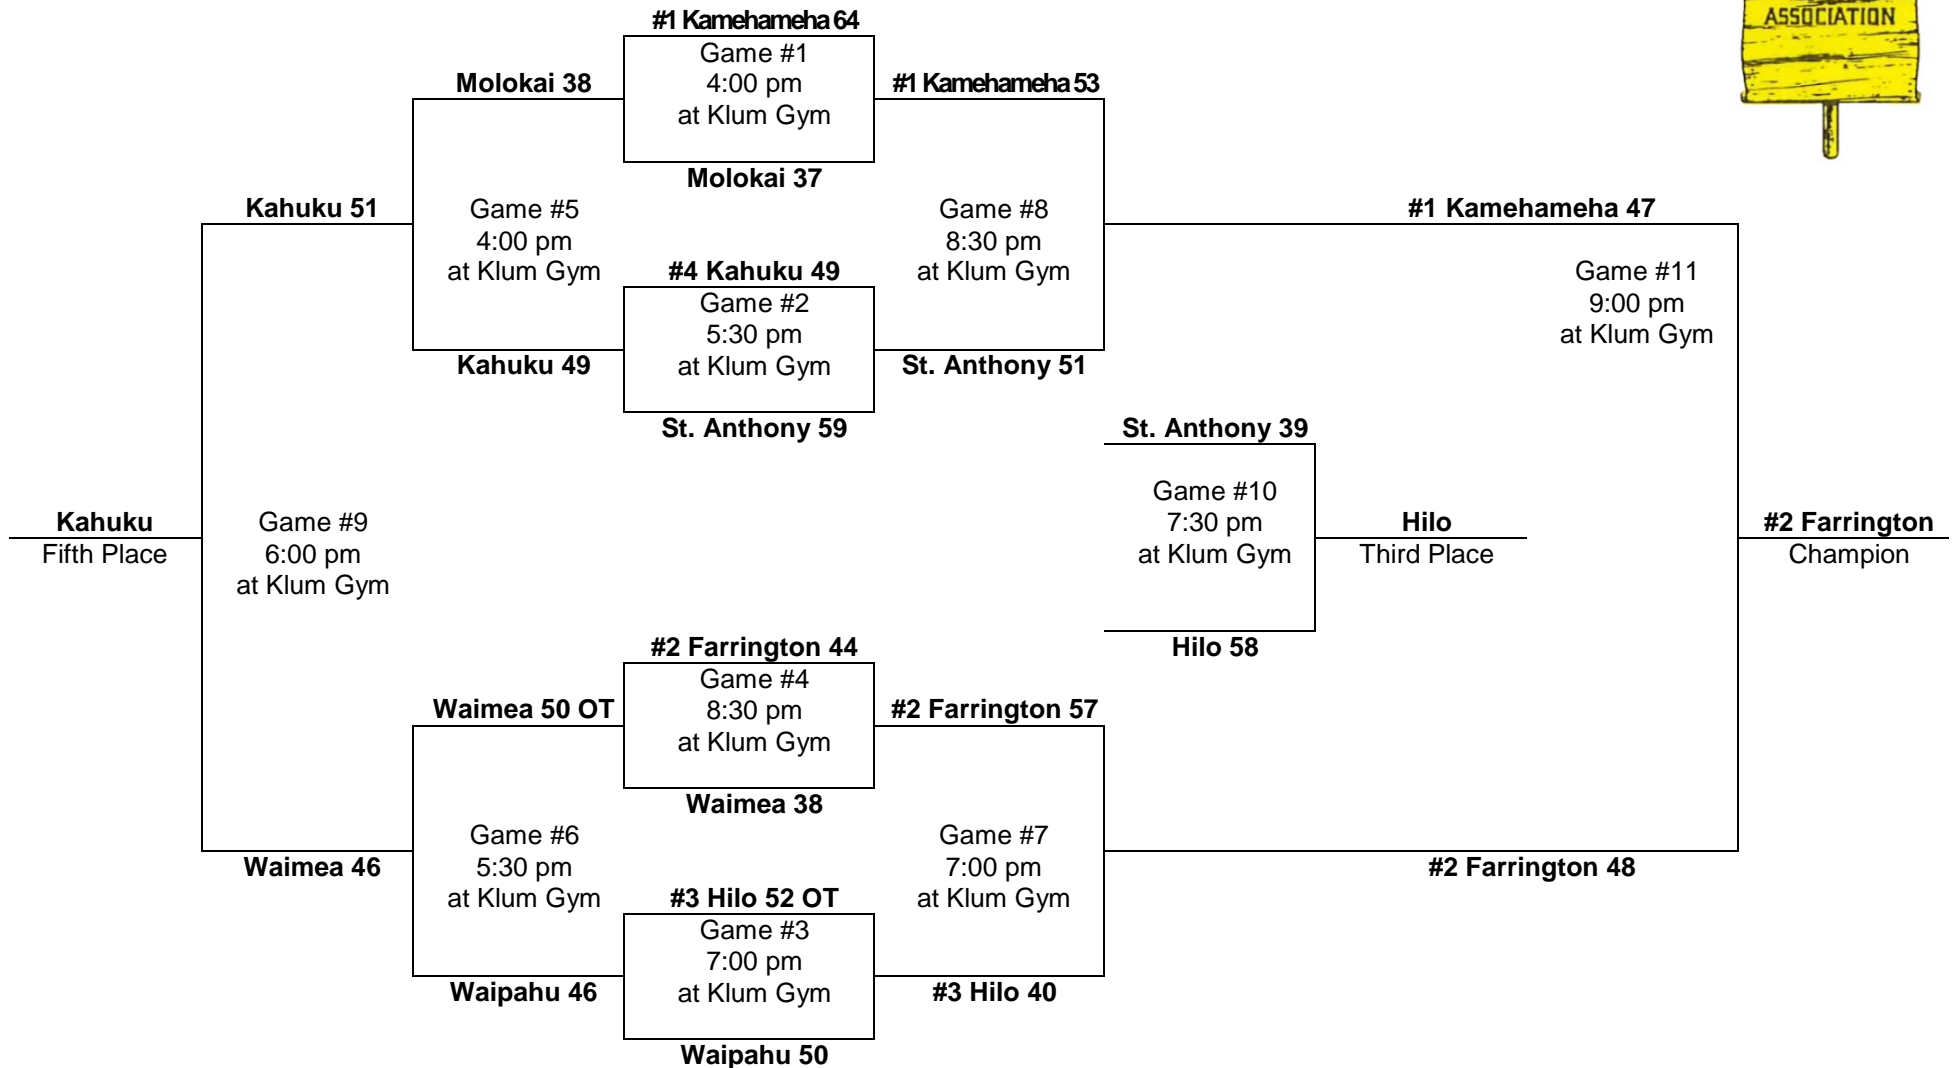 ASSOCIATION
#1 Kamehameha 64
Game #1
4:00 pm
at Klum Gym
Molokai 37
Molokai 38
#1 Kamehameha 53
Kahuku 51
Game #5
4:00 pm
at Klum Gym
Game #8
8:30 pm
at Klum Gym
#1 Kamehameha 47
Game #11
9:00 pm
at Klum Gym
#4 Kahuku 49
Game #2
5:30 pm
at Klum Gym
St. Anthony 59
Kahuku 49
St. Anthony 51
St. Anthony 39
Game #10
7:30 pm
at Klum Gym
Hilo 58
Kahuku
Fifth Place
Game #9
6:00 pm
at Klum Gym
Hilo
Third Place
#2 Farrington
Champion
#2 Farrington 44
Game #4
8:30 pm
at Klum Gym
Waimea 38
Waimea 50 OT
#2 Farrington 57
Waimea 46
Game #6
5:30 pm
at Klum Gym
Game #7
7:00 pm
at Klum Gym
#2 Farrington 48
#3 Hilo 52 OT
Game #3
7:00 pm
at Klum Gym
Waipahu 50
Waipahu 46
#3 Hilo 40